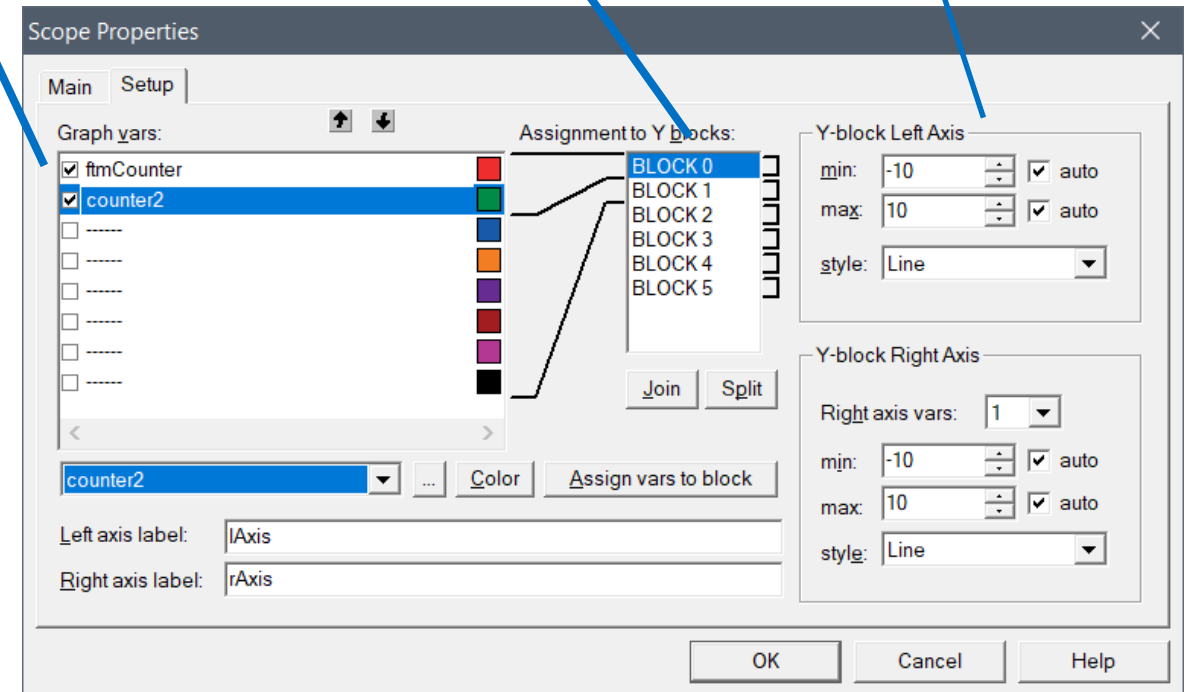 Scope Properties
Main Setup
Graph vars:
ftmCounter
counter2
------
------
------
------
------
------
counter2
...
Color
Assign vars to block
Left axis label: lAxis
Right axis label: rAxis
Assignment to Y blocks:
BLOCK 0
BLOCK 1
BLOCK 2
BLOCK 3
BLOCK 4
BLOCK 5
Join Split
Y-block Left Axis
min: -10 auto
max: 10 auto
style: Line
Y-block Right Axis
Right axis vars: 1
min: -10 auto
max: 10 auto
style: Line
OK Cancel Help